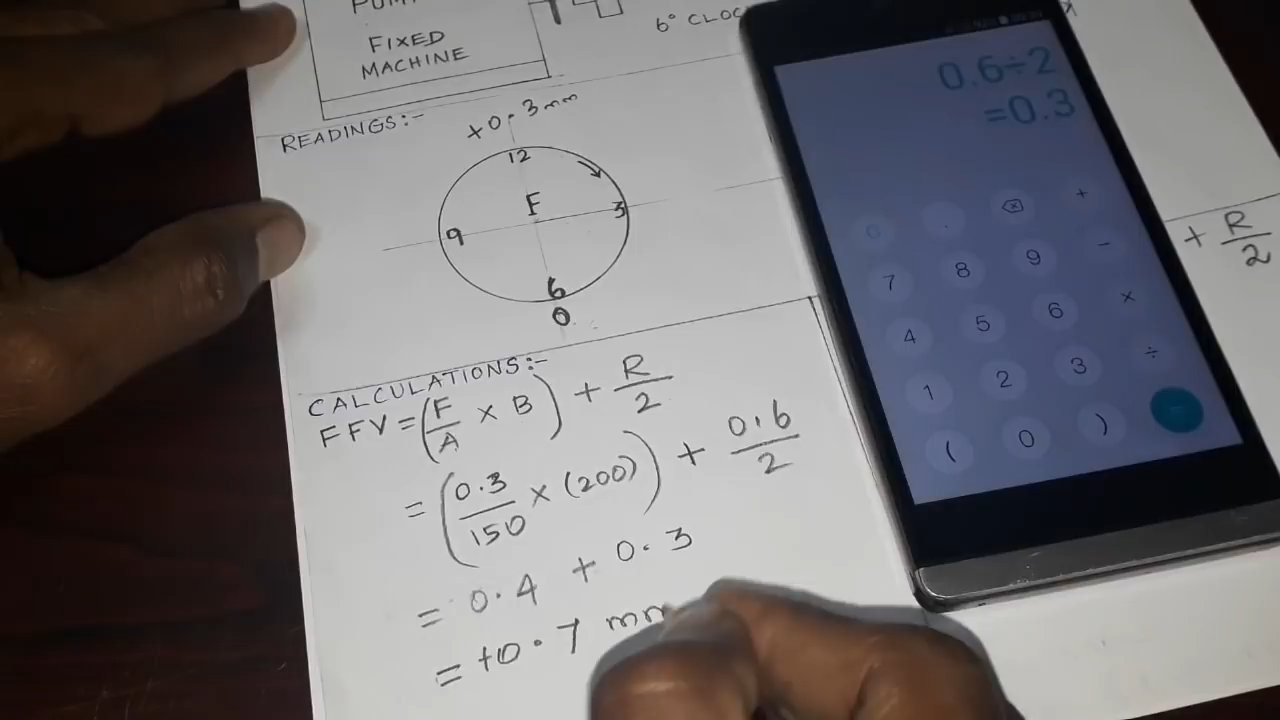 FIXED
MACHINE
6° CLOC
READINGS:-
+0.3mm
12
F
3
9
6
0
CALCULATIONS:-
FFV = (F/A × B) + R/2
= (0.3/150 × (200)) + 0.6/2
= 0.4 + 0.3
= +0.7 mm
+ R/2
0.6÷2
=0.3
C . +
7 8 9 -
4 5 6 ×
1 2 3 ÷
( 0 ) =